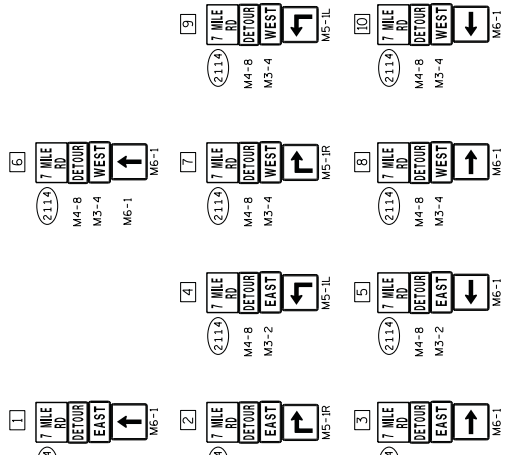 1
7 MILE
RD
DETOUR
EAST
M6-1
6
2114
7 MILE
RD
M4-8
DETOUR
M3-4
WEST
M6-1
M6-1
2
7 MILE
RD
DETOUR
EAST
M5-1R
4
2114
7 MILE
RD
M4-8
DETOUR
M3-2
EAST
M5-1L
7
2114
7 MILE
RD
M4-8
DETOUR
M3-4
WEST
M5-1R
9
2114
7 MILE
RD
M4-8
DETOUR
M3-4
WEST
M5-1L
3
7 MILE
RD
DETOUR
EAST
M6-1
5
2114
7 MILE
RD
M4-8
DETOUR
M3-2
EAST
M6-1
8
2114
7 MILE
RD
M4-8
DETOUR
M3-4
WEST
M6-1
10
2114
7 MILE
RD
M4-8
DETOUR
M3-4
WEST
M6-1